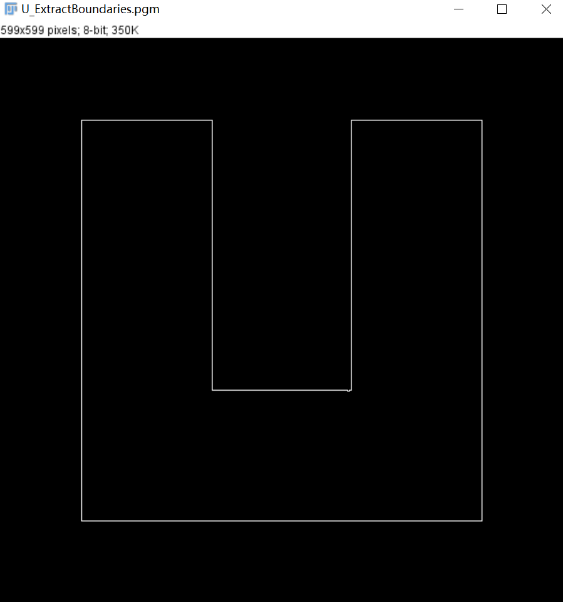 U_ExtractBoundaries.pgm
599x599 pixels; 8-bit; 350K